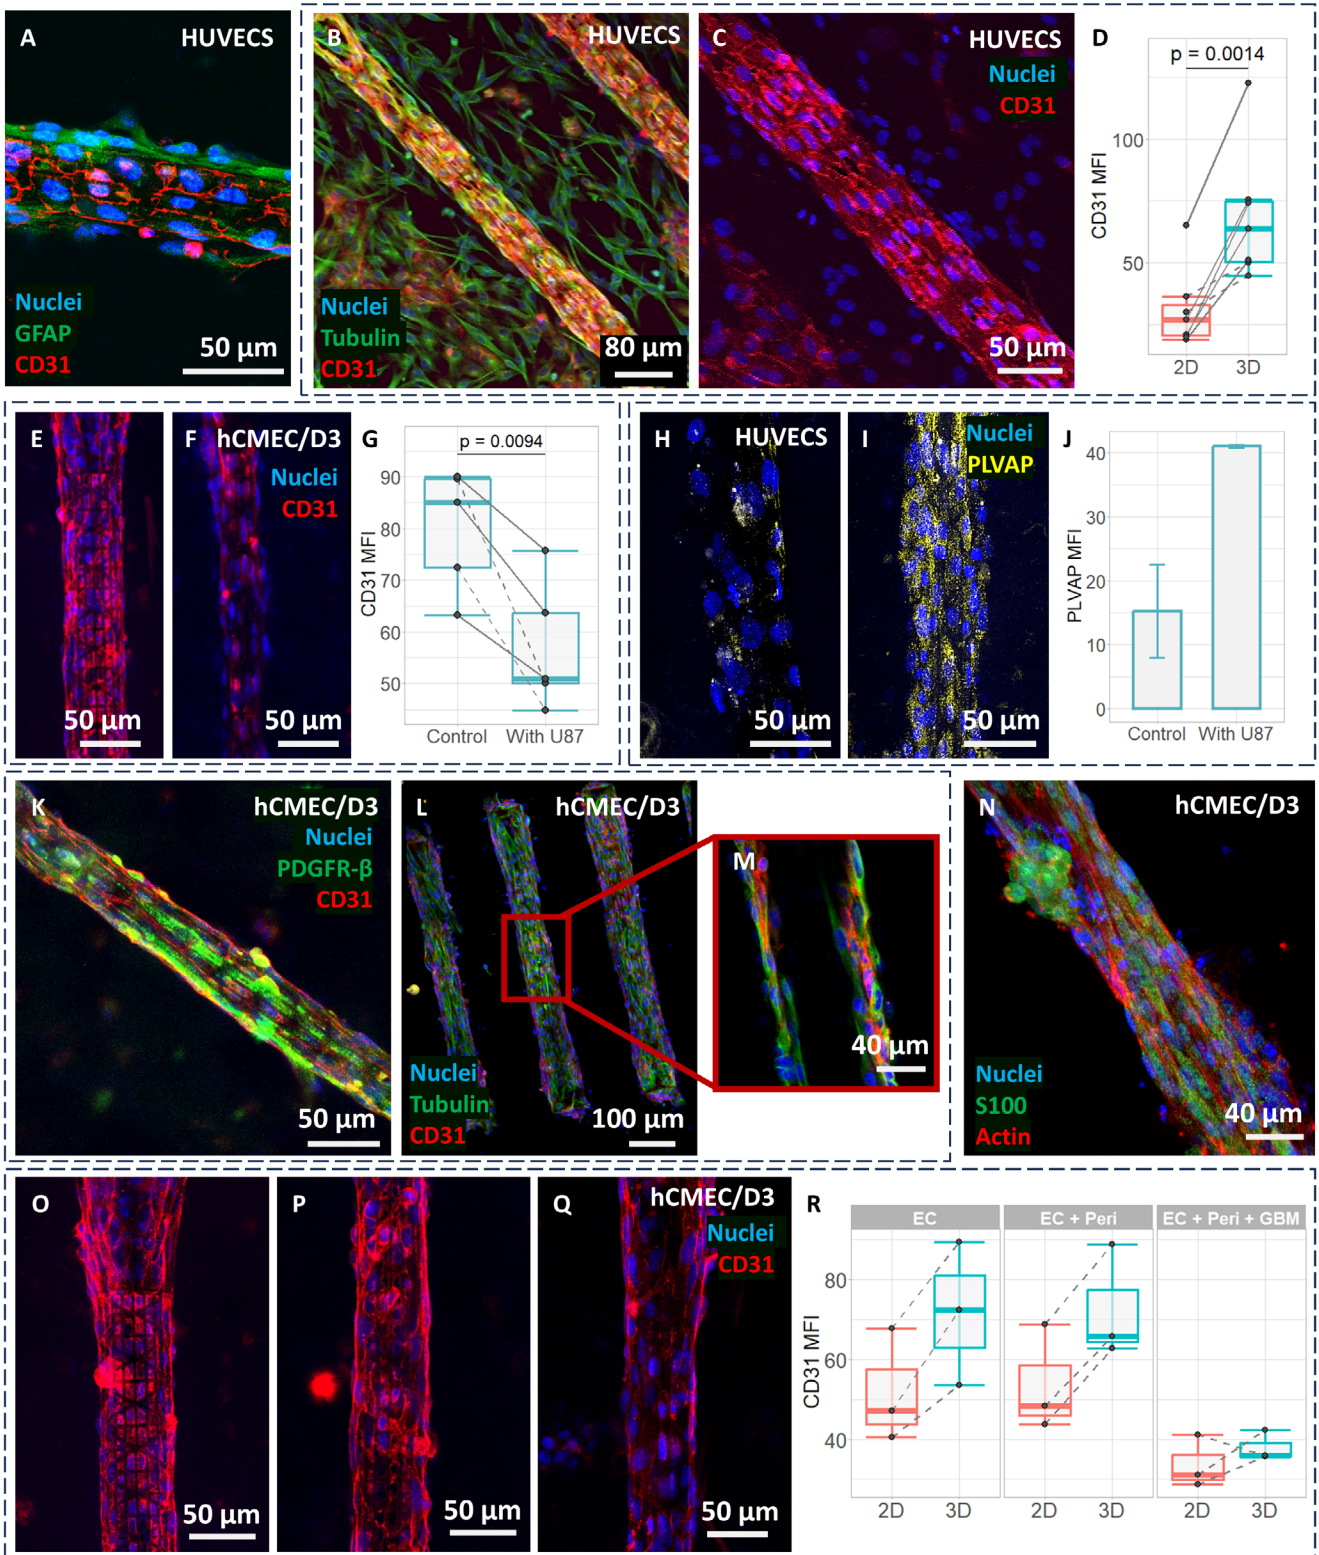 A
HUVECS
Nuclei
GFAP
CD31
50 µm
B
HUVECS
Nuclei
Tubulin
CD31
80 µm
C
HUVECS
Nuclei
CD31
50 µm
D
p = 0.0014
CD31 MFI
100
50
2D
3D
E
50 µm
F
hCMEC/D3
Nuclei
CD31
50 µm
G
p = 0.0094
CD31 MFI
90
80
70
60
50
Control
With U87
H
HUVECS
50 µm
I
Nuclei
PLVAP
50 µm
J
PLVAP MFI
40
30
20
10
0
Control
With U87
K
hCMEC/D3
Nuclei
PDGFR-β
CD31
50 µm
L
hCMEC/D3
Nuclei
Tubulin
CD31
100 µm
M
40 µm
N
hCMEC/D3
Nuclei
S100
Actin
40 µm
O
50 µm
P
50 µm
Q
hCMEC/D3
Nuclei
CD31
50 µm
R
EC
EC + Peri
EC + Peri + GBM
CD31 MFI
80
60
40
2D
3D
2D
3D
2D
3D